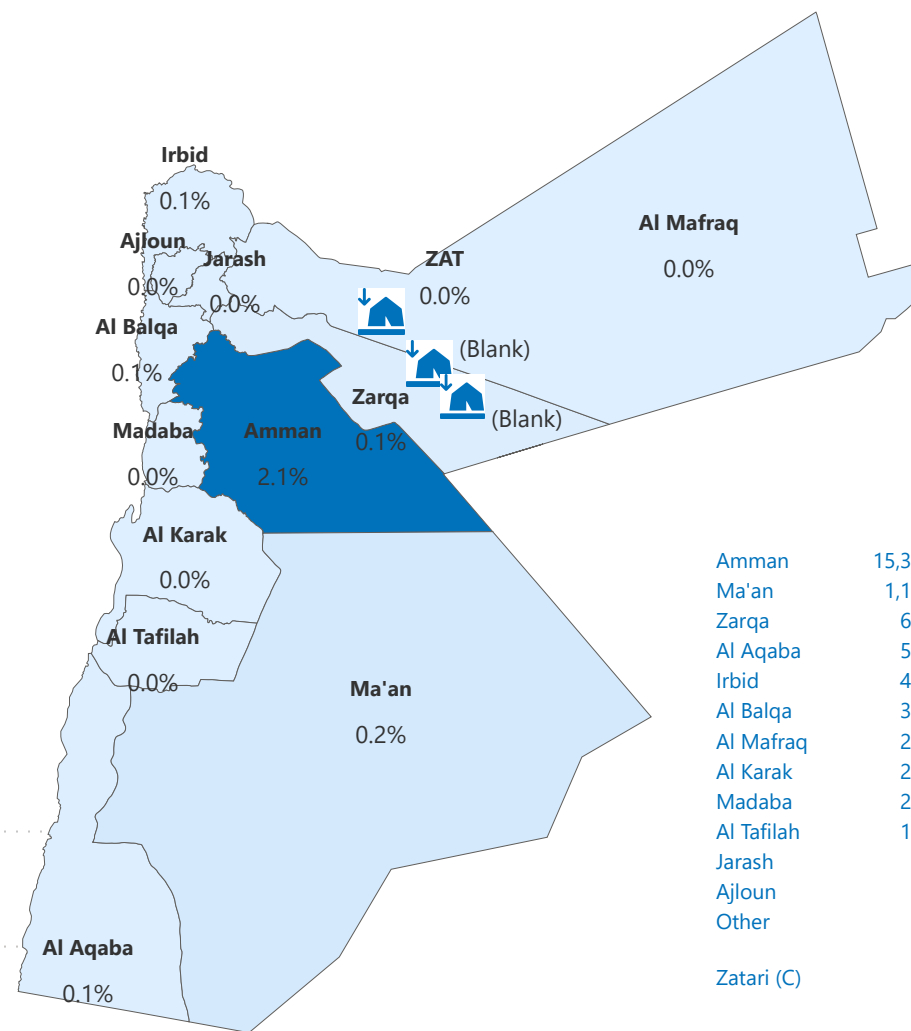 Irbid
0.1%
Ajloun
0.0%
Jarash
0.0%
ZAT
0.0%
Al Mafraq
0.0%
Al Balqa
0.1%
(Blank)
(Blank)
Zarqa
0.1%
Madaba
0.0%
Amman
2.1%
Al Karak
0.0%
Al Tafilah
0.0%
Ma'an
0.2%
Al Aqaba
0.1%
Amman 15,3
Ma'an 1,1
Zarqa 6
Al Aqaba 5
Irbid 4
Al Balqa 3
Al Mafraq 2
Al Karak 2
Madaba 2
Al Tafilah 1
Jarash
Ajloun
Other
Zatari (C)